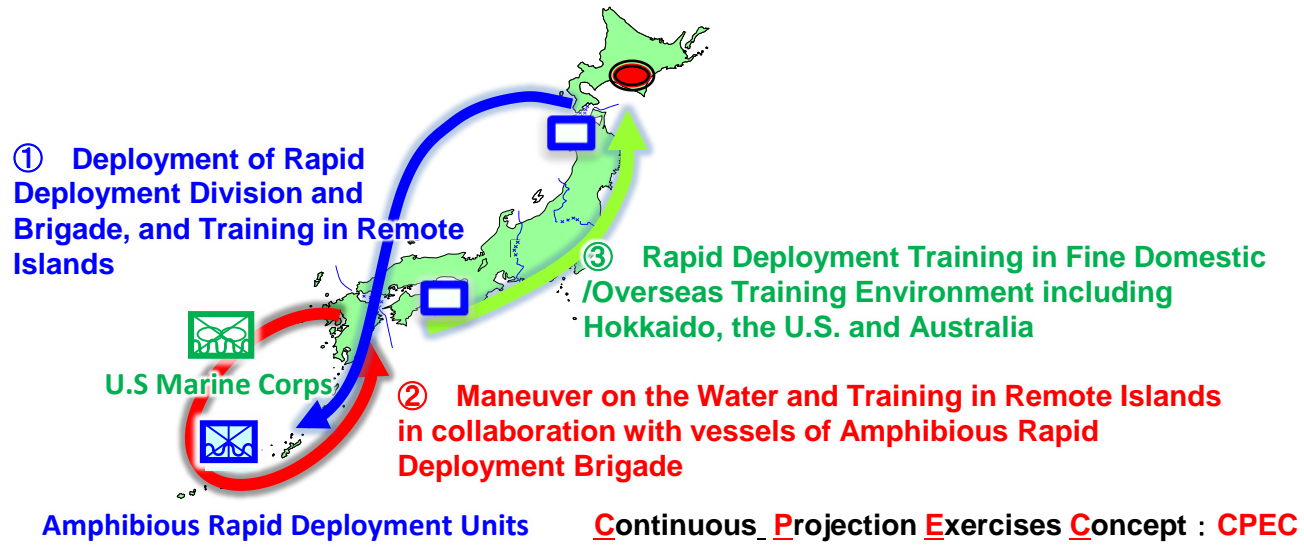 ① Deployment of Rapid
Deployment Division and
Brigade, and Training in Remote
Islands
③ Rapid Deployment Training in Fine Domestic
/Overseas Training Environment including
Hokkaido, the U.S. and Australia
U.S Marine Corps
② Maneuver on the Water and Training in Remote Islands
in collaboration with vessels of Amphibious Rapid
Deployment Brigade
Amphibious Rapid Deployment Units
Continuous Projection Exercises Concept : CPEC